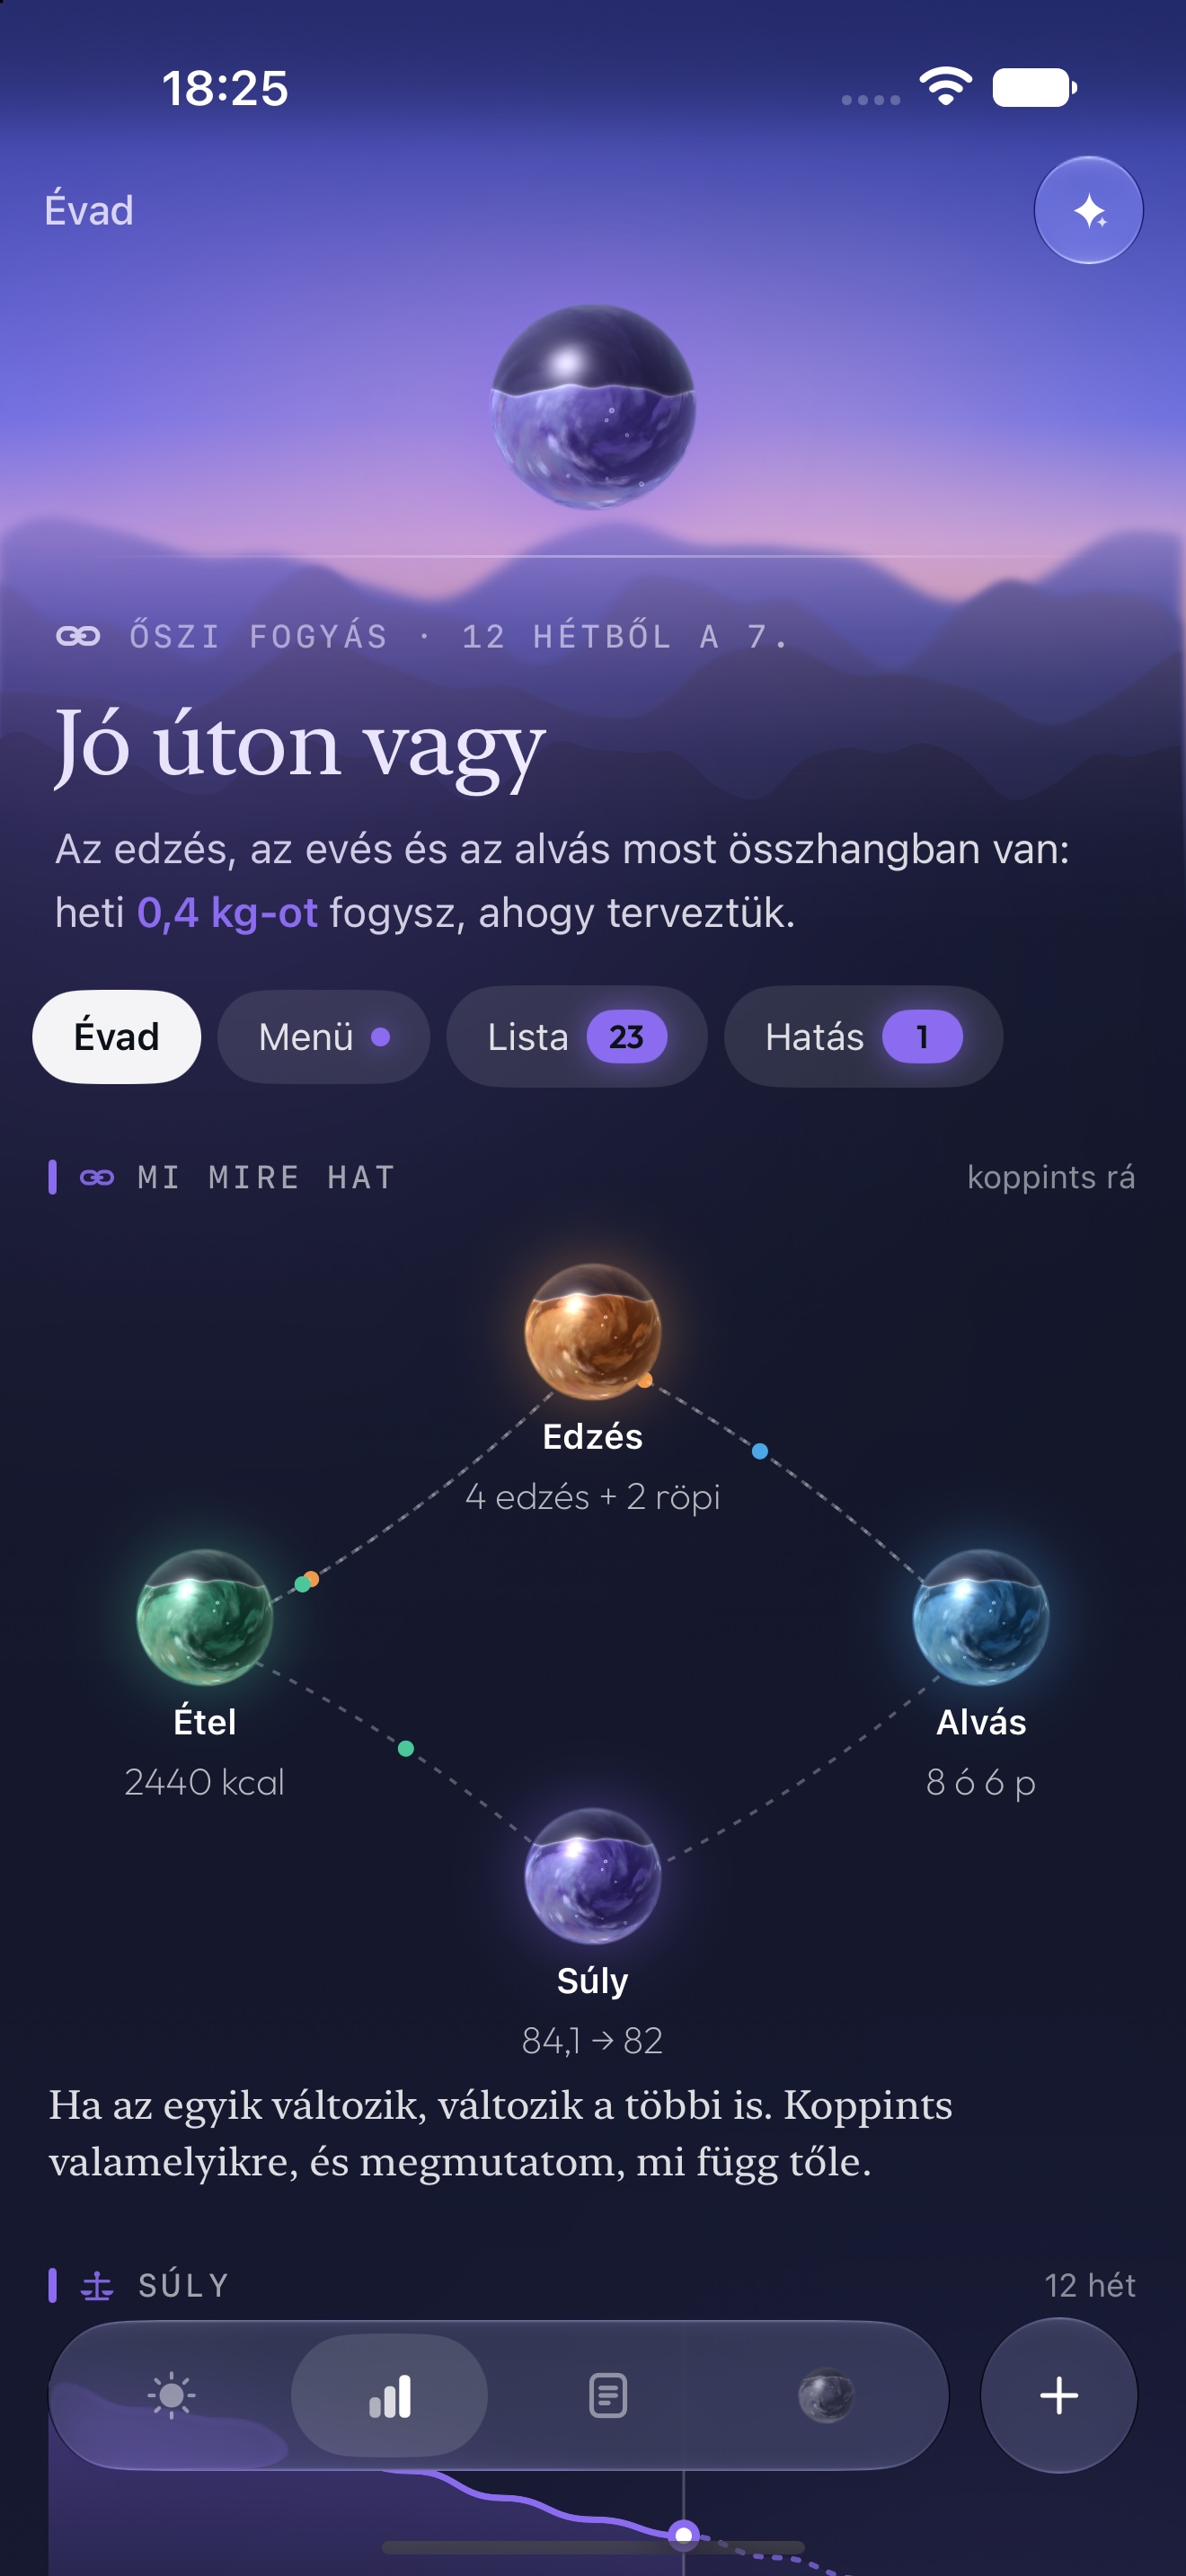 18:25
Évad
ŐSZI FOGYÁS · 12 HÉTBŐL A 7.
Jó úton vagy
Az edzés, az evés és az alvás most összhangban van:
heti 0,4 kg-ot fogysz, ahogy terveztük.
Évad Menü Lista 23 Hatás 1
MI MIRE HAT koppints rá
Edzés
4 edzés + 2 röpi
Étel
2440 kcal
Alvás
8 ó 6 p
Súly
84,1 → 82
Ha az egyik változik, változik a többi is. Koppints
valamelyikre, és megmutatom, mi függ tőle.
SÚLY 12 hét